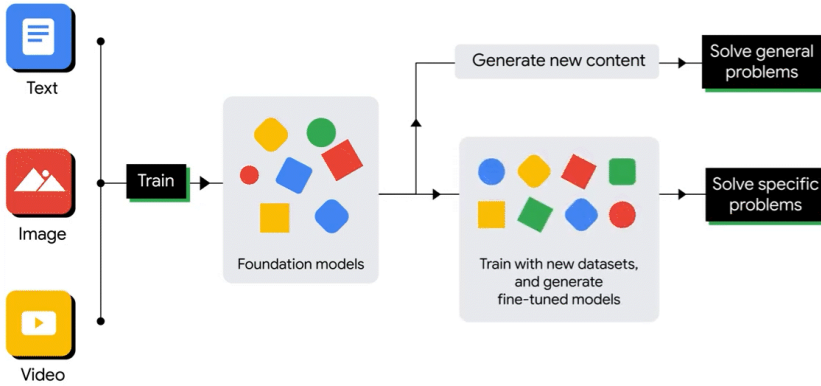 Text
Image
Video
Train
Foundation models
Generate new content
Solve general
problems
Train with new datasets,
and generate
fine-tuned models
Solve specific
problems